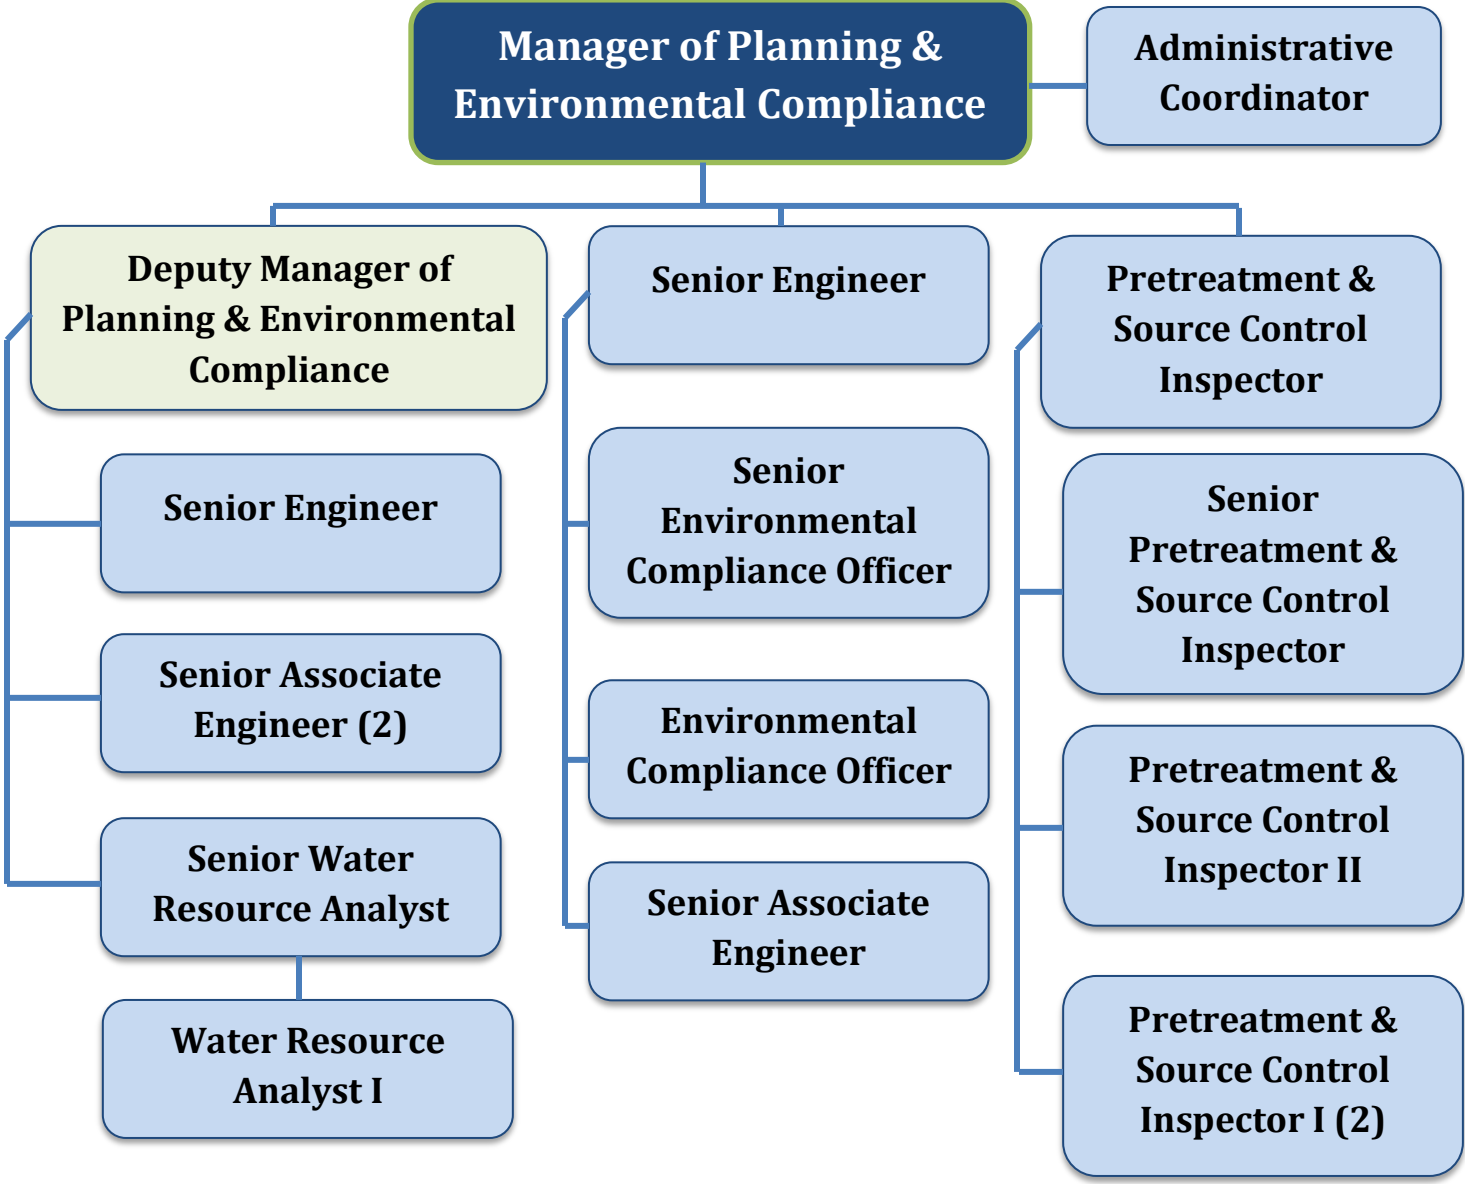 Manager of Planning &
Environmental Compliance
Administrative
Coordinator
Deputy Manager of
Planning & Environmental
Compliance
Senior Engineer
Senior Associate
Engineer (2)
Senior Water
Resource Analyst
Water Resource
Analyst I
Senior Engineer
Senior
Environmental
Compliance Officer
Environmental
Compliance Officer
Senior Associate
Engineer
Pretreatment &
Source Control
Inspector
Senior
Pretreatment &
Source Control
Inspector
Pretreatment &
Source Control
Inspector II
Pretreatment &
Source Control
Inspector I (2)